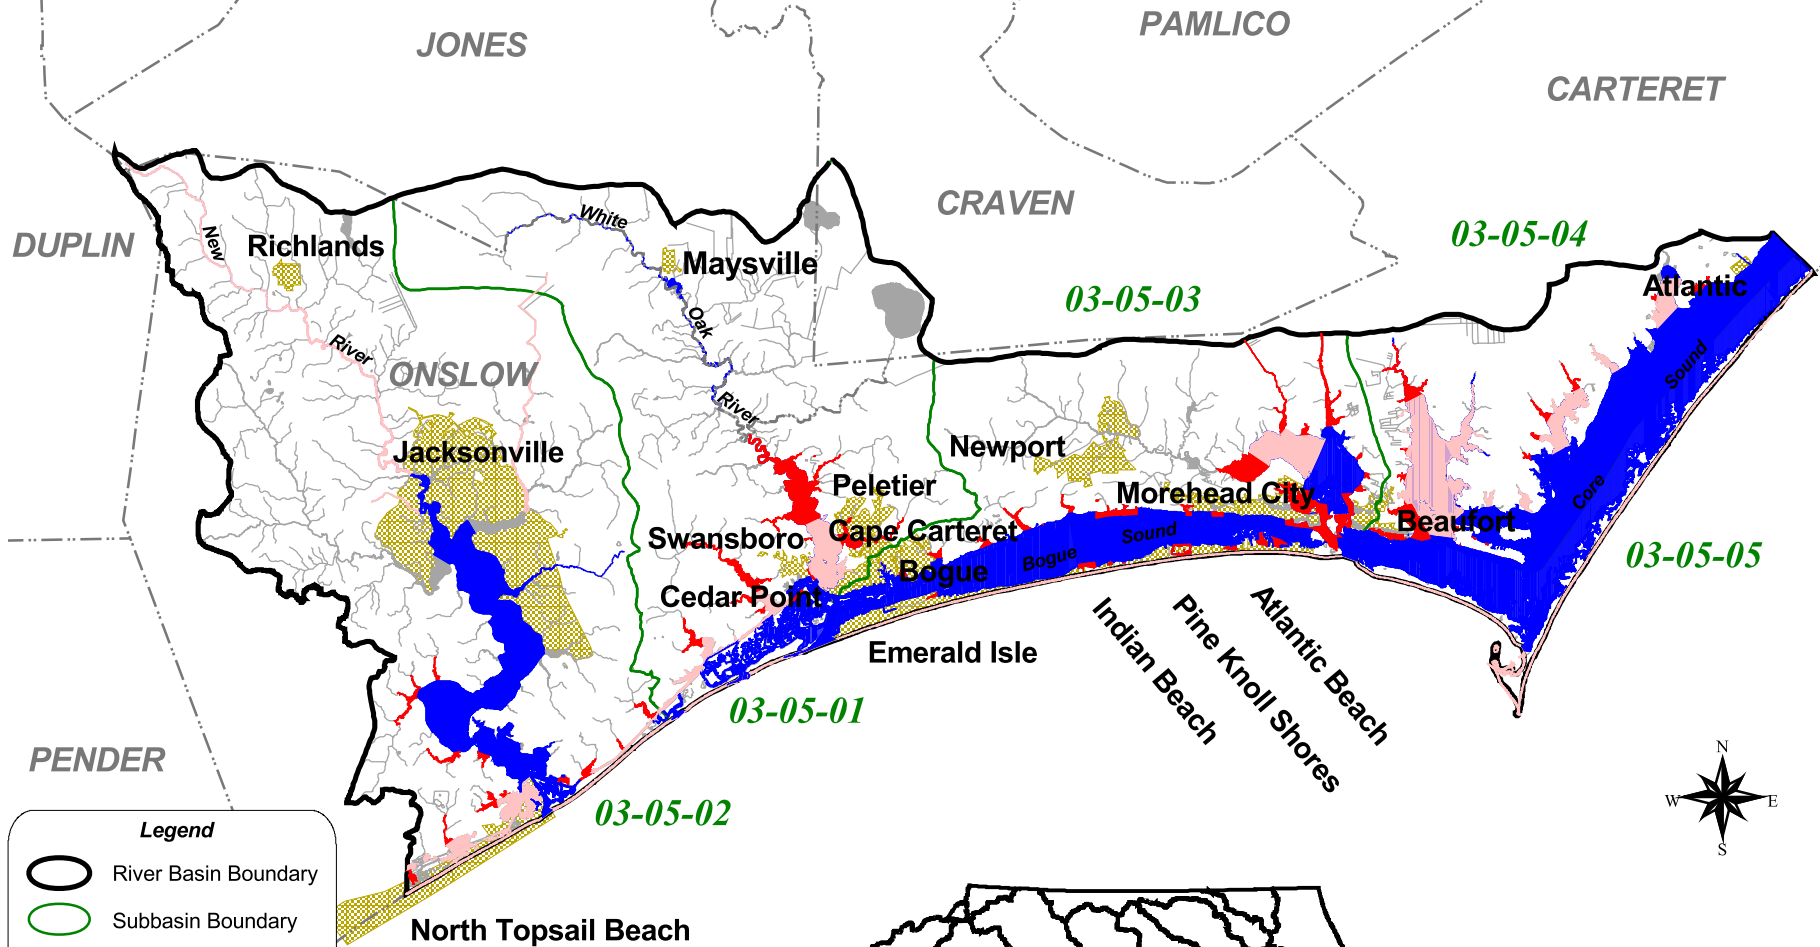 PAMLICO
JONES
CARTERET
CRAVEN
DUPLIN
03-05-04
White
New
Richlands
Maysville
Atlantic
03-05-03
Oak
River
Sound
ONSLOW
River
Newport
Jacksonville
Peletier
Morehead City
Core
Beaufort
Swansboro
Cape Carteret
Sound
Bogue
03-05-05
Bogue
Cedar Point
Emerald Isle
Indian Beach
Pine Knoll Shores
Atlantic Beach
03-05-01
PENDER
03-05-02
N
W
E
S
Legend
River Basin Boundary
Subbasin Boundary
North Topsail Beach